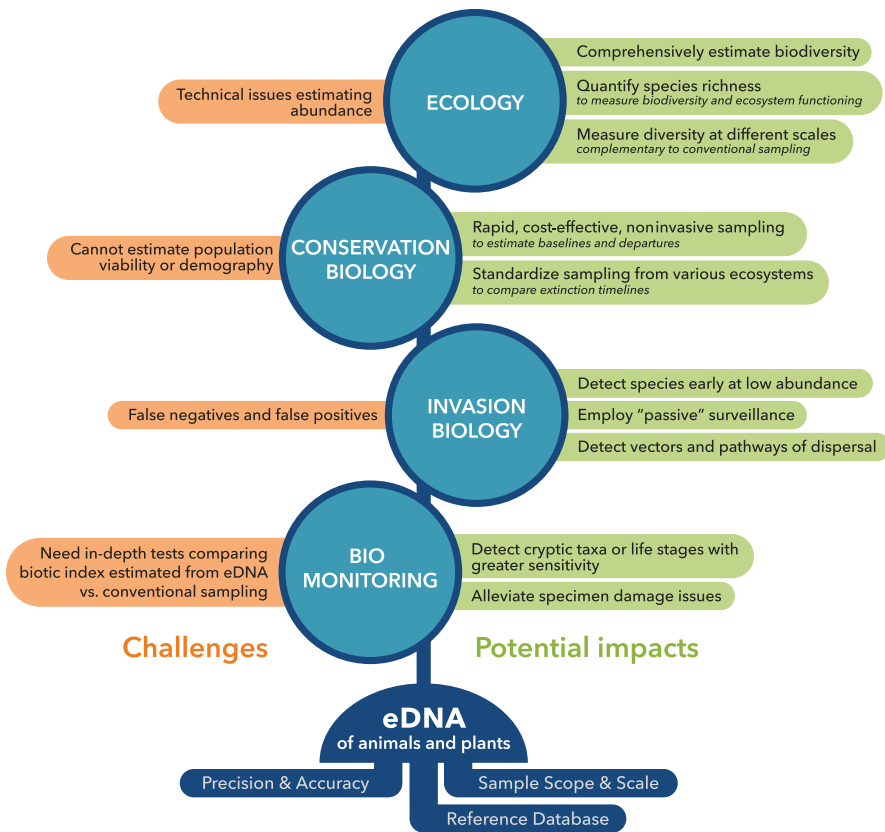 Technical issues estimating
abundance
ECOLOGY
Comprehensively estimate biodiversity
Quantify species richness
to measure biodiversity and ecosystem functioning
Measure diversity at different scales
complementary to conventional sampling
Cannot estimate population
viability or demography
CONSERVATION
BIOLOGY
Rapid, cost-effective, noninvasive sampling
to estimate baselines and departures
Standardize sampling from various ecosystems
to compare extinction timelines
False negatives and false positives
INVASION
BIOLOGY
Detect species early at low abundance
Employ “passive” surveillance
Detect vectors and pathways of dispersal
Need in-depth tests comparing
biotic index estimated from eDNA
vs. conventional sampling
BIO
MONITORING
Detect cryptic taxa or life stages with
greater sensitivity
Alleviate specimen damage issues
Challenges
Potential impacts
eDNA
of animals and plants
Precision & Accuracy
Sample Scope & Scale
Reference Database